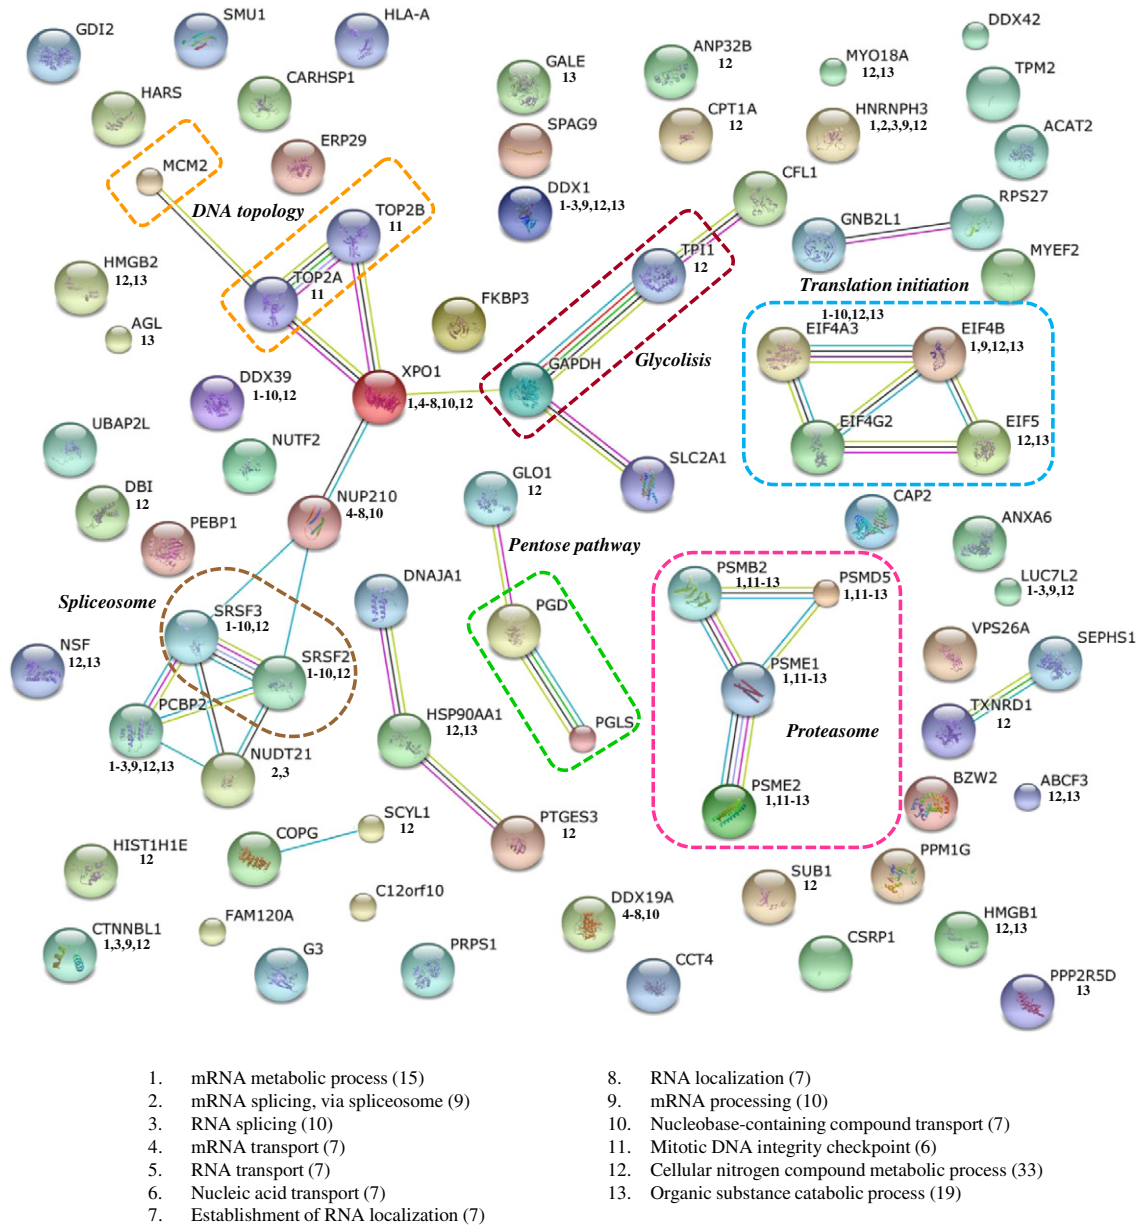 GDI2
SMU1
HLA-A
DDX42
HARS
CARHSP1
GALE
13
ANP32B
12
MYO18A
12,13
TPM2
MCM2
ERP29
SPAG9
CPT1A
12
HNRNPH3
1,2,3,9,12
ACAT2
DNA topology
TOP2B
11
DDX1
1-3,9,12,13
CFL1
GNB2L1
RPS27
HMGB2
12,13
TOP2A
11
TPI1
12
MYEF2
AGL
13
FKBP3
Translation initiation
1-10,12,13
EIF4A3
EIF4B
1,9,12,13
DDX39
1-10,12
XPO1
1,4-8,10,12
GAPDH
Glycolisis
UBAP2L
NUTF2
EIF4G2
EIF5
12,13
DBI
12
NUP210
4-8,10
GLO1
12
SLC2A1
CAP2
ANXA6
PEBP1
Pentose pathway
Spliceosome
SRSF3
1-10,12
DNAJA1
PGD
PSMB2
1,11-13
PSMD5
1,11-13
LUC7L2
1-3,9,12
NSF
12,13
SRSF2
1-10,12
VPS26A
SEPHS1
PCBP2
1-3,9,12,13
HSP90AA1
12,13
PGLS
PSME1
1,11-13
Proteasome
TXNRD1
12
NUDT21
2,3
PSME2
1,11-13
BZW2
ABCF3
12,13
HIST1H1E
12
COPG
SCYL1
12
PTGES3
12
CTNNBL1
1,3,9,12
FAM120A
C12orf10
DDX19A
4-8,10
SUB1
12
PPM1G
G3
PRPS1
CCT4
CSRP1
HMGB1
12,13
PPP2R5D
13
1. mRNA metabolic process (15)
2. mRNA splicing, via spliceosome (9)
3. RNA splicing (10)
4. mRNA transport (7)
5. RNA transport (7)
6. Nucleic acid transport (7)
7. Establishment of RNA localization (7)
8. RNA localization (7)
9. mRNA processing (10)
10. Nucleobase-containing compound transport (7)
11. Mitotic DNA integrity checkpoint (6)
12. Cellular nitrogen compound metabolic process (33)
13. Organic substance catabolic process (19)